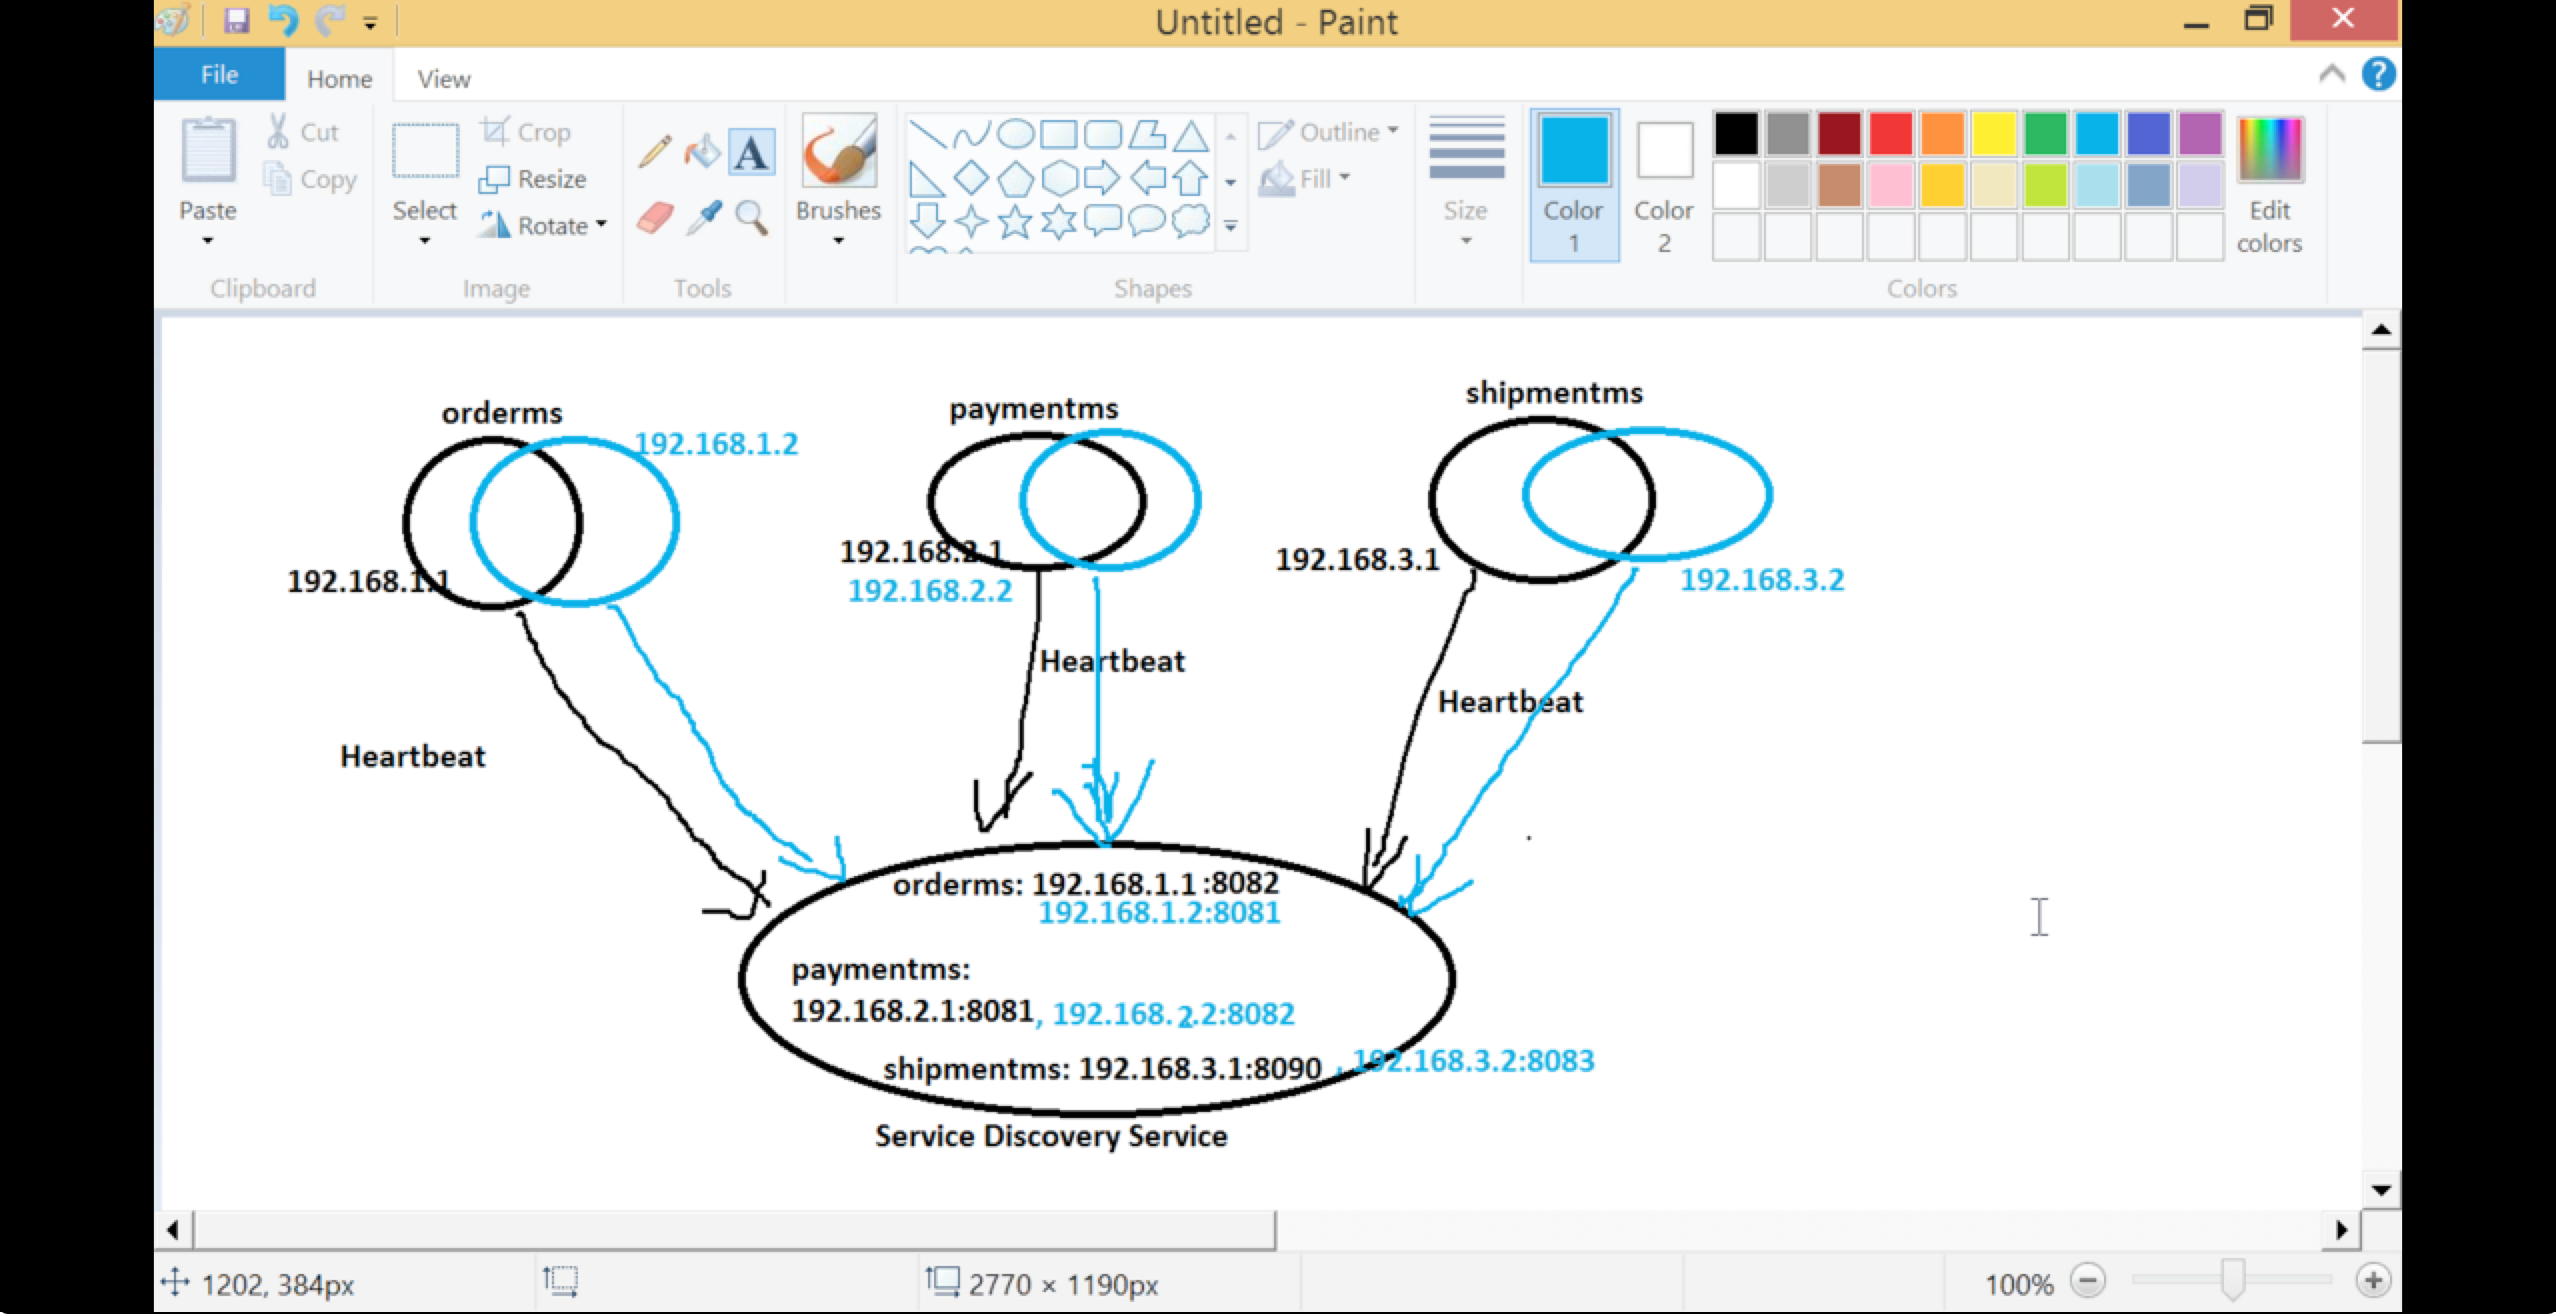 Untitled - Paint
File Home View
Paste
Cut
Copy
Clipboard
Select
Crop
Resize
Rotate
Image
Tools
A
Brushes
Shapes
Outline
Fill
Size
Color 1
Color 2
Edit colors
Colors
?
orderms
paymentms
shipmentms
192.168.1.2
192.168.1.1
192.168.2.1
192.168.2.2
192.168.3.1
192.168.3.2
Heartbeat
Heartbeat
Heartbeat
orderms: 192.168.1.1 :8082
192.168.1.2:8081
paymentms:
192.168.2.1:8081, 192.168.2.2:8082
shipmentms: 192.168.3.1:8090 , 192.168.3.2:8083
Service Discovery Service
1202, 384px
2770 × 1190px
100%